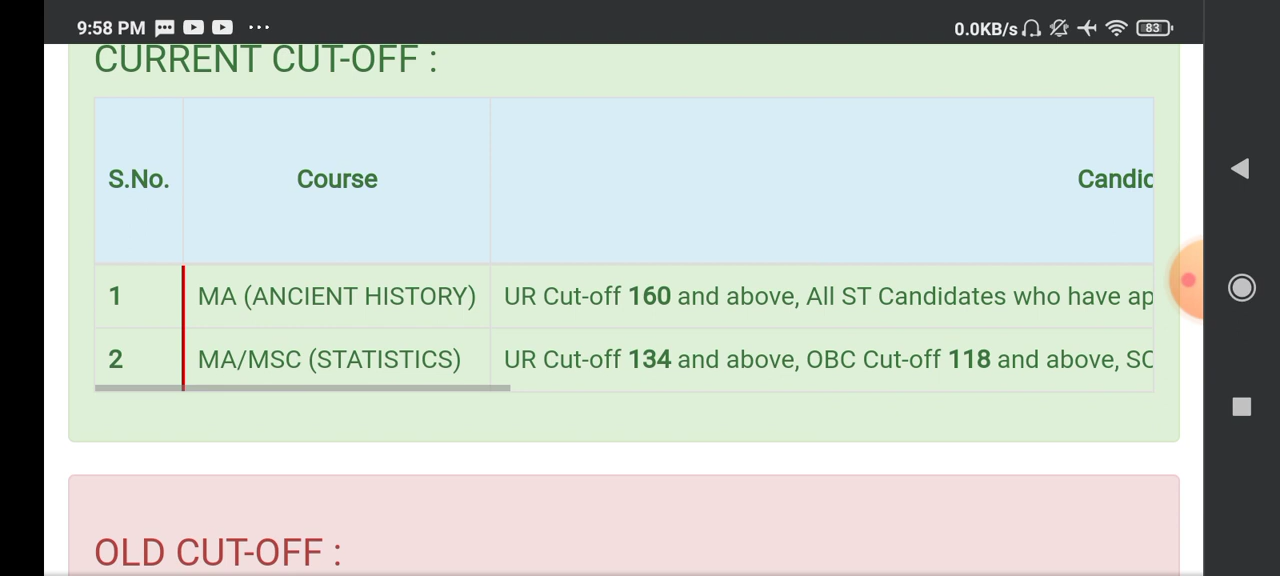 9:58 PM
0.0KB/s
83
CURRENT CUT-OFF :
S.No. Course
1 MA (ANCIENT HISTORY) UR Cut-off 160 and above, All ST Candidates who have
2 MA/MSC (STATISTICS) UR Cut-off 134 and above, OBC Cut-off 118 and above,
OLD CUT-OFF :